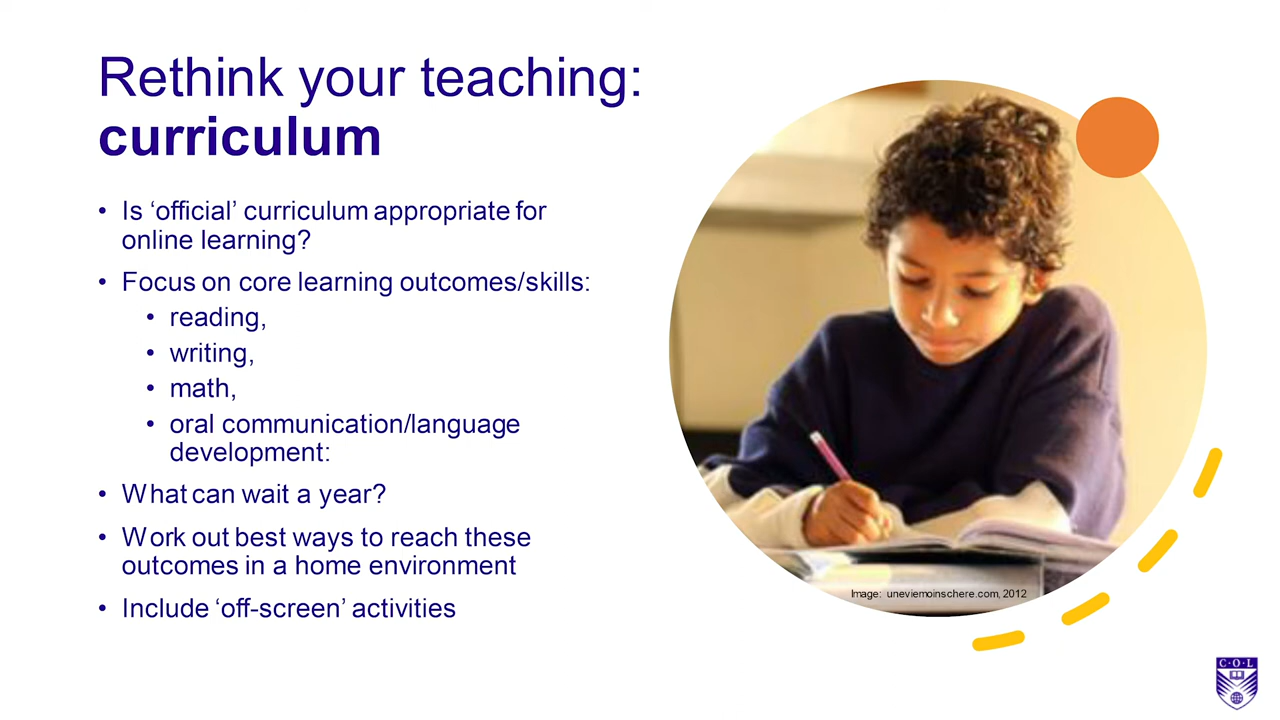 Rethink your teaching:
curriculum
• Is ‘official’ curriculum appropriate for
online learning?
• Focus on core learning outcomes/skills:
• reading,
• writing,
• math,
• oral communication/language
development:
• What can wait a year?
• Work out best ways to reach these
outcomes in a home environment
• Include ‘off-screen’ activities
Image: uneviemoinschere.com, 2012
C·O·L